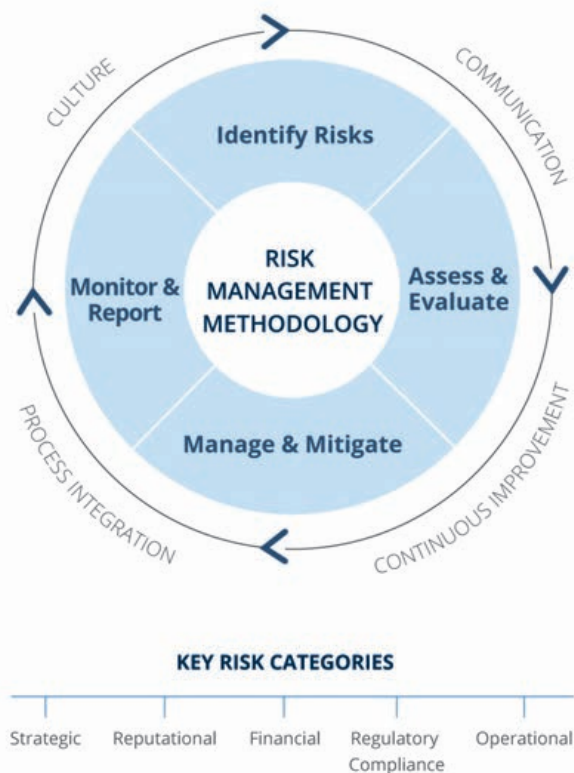 CULTURE
COMMUNICATION
Identify Risks
RISK
MANAGEMENT
METHODOLOGY
Monitor &
Report
Assess &
Evaluate
Manage & Mitigate
PROCESS INTEGRATION
CONTINUOUS IMPROVEMENT
KEY RISK CATEGORIES
Strategic
Reputational
Financial
Regulatory
Compliance
Operational